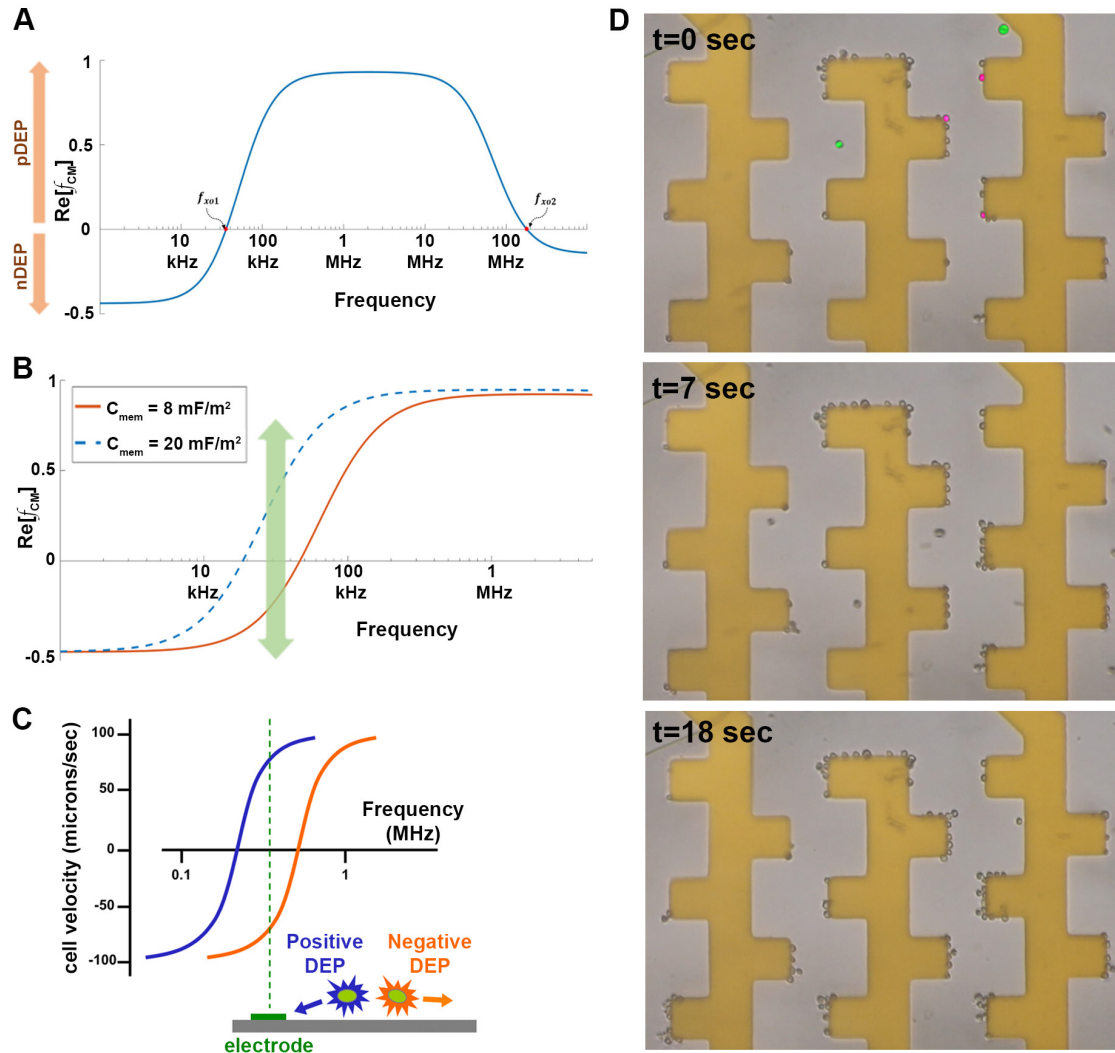 A
pDEP
nDEP
Re[fCM]
1
0.5
0
-0.5
fxo1
fxo2
10 kHz
100 kHz
1 MHz
10 MHz
100 MHz
Frequency
B
Cmem = 8 mF/m²
Cmem = 20 mF/m²
Re[fCM]
1
0.5
0
-0.5
10 kHz
100 kHz
1 MHz
Frequency
C
cell velocity (microns/sec)
100
50
0
-50
-100
0.1
1
Frequency
(MHz)
Positive
DEP
Negative
DEP
electrode
D
t=0 sec
t=7 sec
t=18 sec